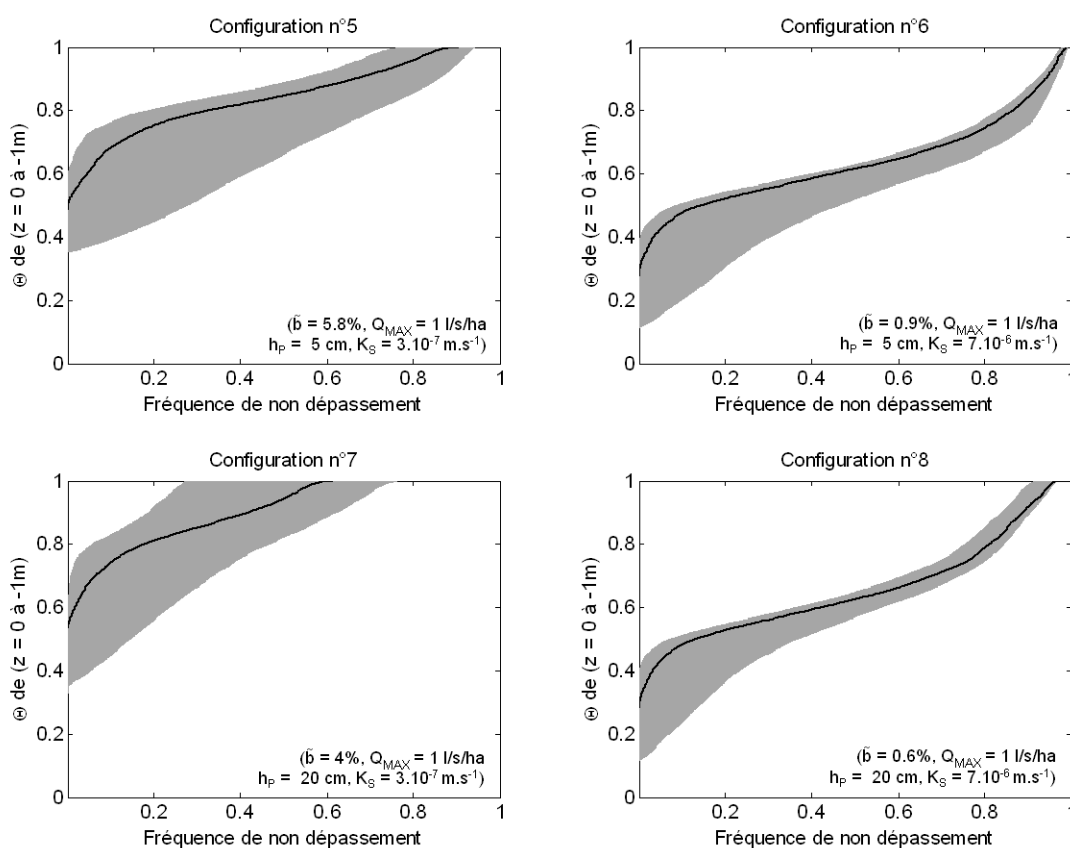 Configuration n°5
1
0.8
0.6
0.4
0.2
0
Θ de (z = 0 à -1m)
(b̃ = 5.8%, Q_MAX = 1 l/s/ha
h_P = 5 cm, K_S = 3.10⁻⁷ m.s⁻¹)
0.2 0.4 0.6 0.8 1
Fréquence de non dépassement
Configuration n°6
1
0.8
0.6
0.4
0.2
0
Θ de (z = 0 à -1m)
(b̃ = 0.9%, Q_MAX = 1 l/s/ha
h_P = 5 cm, K_S = 7.10⁻⁶ m.s⁻¹)
0.2 0.4 0.6 0.8 1
Fréquence de non dépassement
Configuration n°7
1
0.8
0.6
0.4
0.2
0
Θ de (z = 0 à -1m)
(b̃ = 4%, Q_MAX = 1 l/s/ha
h_P = 20 cm, K_S = 3.10⁻⁷ m.s⁻¹)
0.2 0.4 0.6 0.8 1
Fréquence de non dépassement
Configuration n°8
1
0.8
0.6
0.4
0.2
0
Θ de (z = 0 à -1m)
(b̃ = 0.6%, Q_MAX = 1 l/s/ha
h_P = 20 cm, K_S = 7.10⁻⁶ m.s⁻¹)
0.2 0.4 0.6 0.8 1
Fréquence de non dépassement